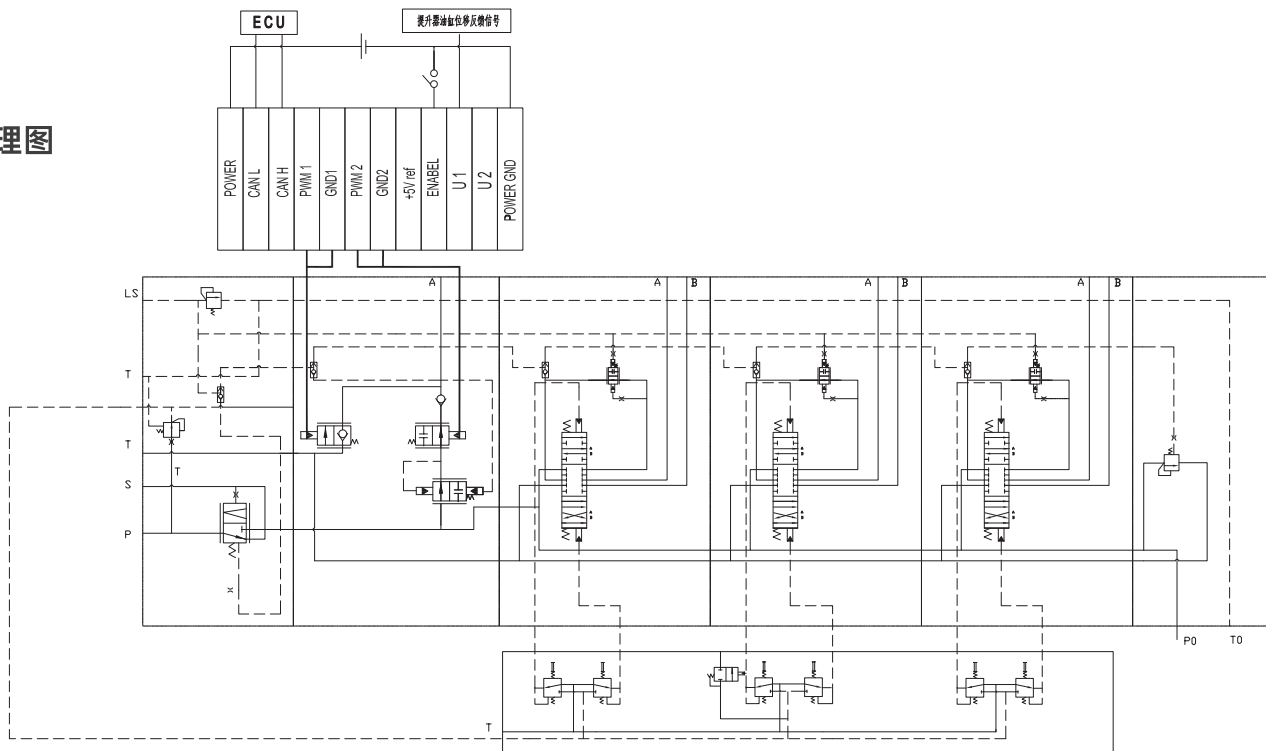 ECU
提升器油缸位移反馈信号
理图
POWER
CAN L
CAN H
PWM 1
GND1
PWM 2
GND2
+5V ref
ENABEL
U 1
U 2
POWER GND
A
A B
A B
A B
LS
T
T
T
S
P
P0
T0
T